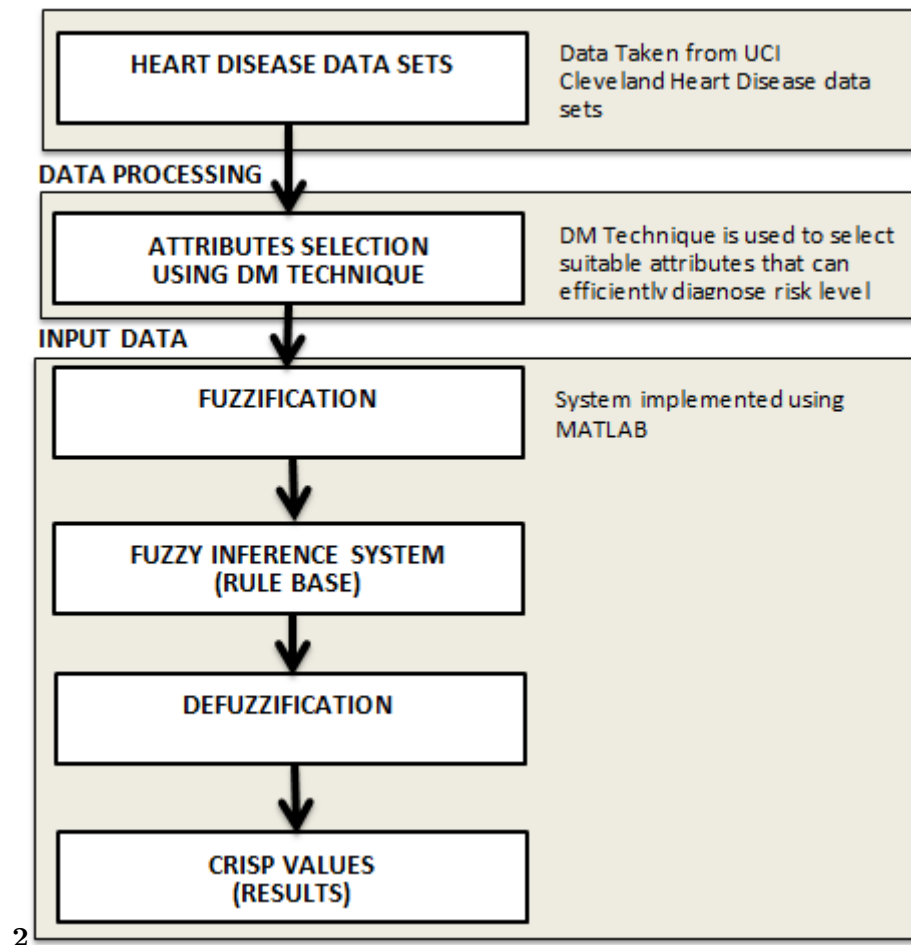 HEART DISEASE DATA SETS
Data Taken from UCI
Cleveland Heart Disease data
sets
DATA PROCESSING
ATTRIBUTES SELECTION
USING DM TECHNIQUE
DM Technique is used to select
suitable attributes that can
efficiently diagnose risk level
INPUT DATA
FUZZIFICATION
System implemented using
MATLAB
FUZZY INFERENCE SYSTEM
(RULE BASE)
DEFUZZIFICATION
CRISP VALUES
(RESULTS)
2